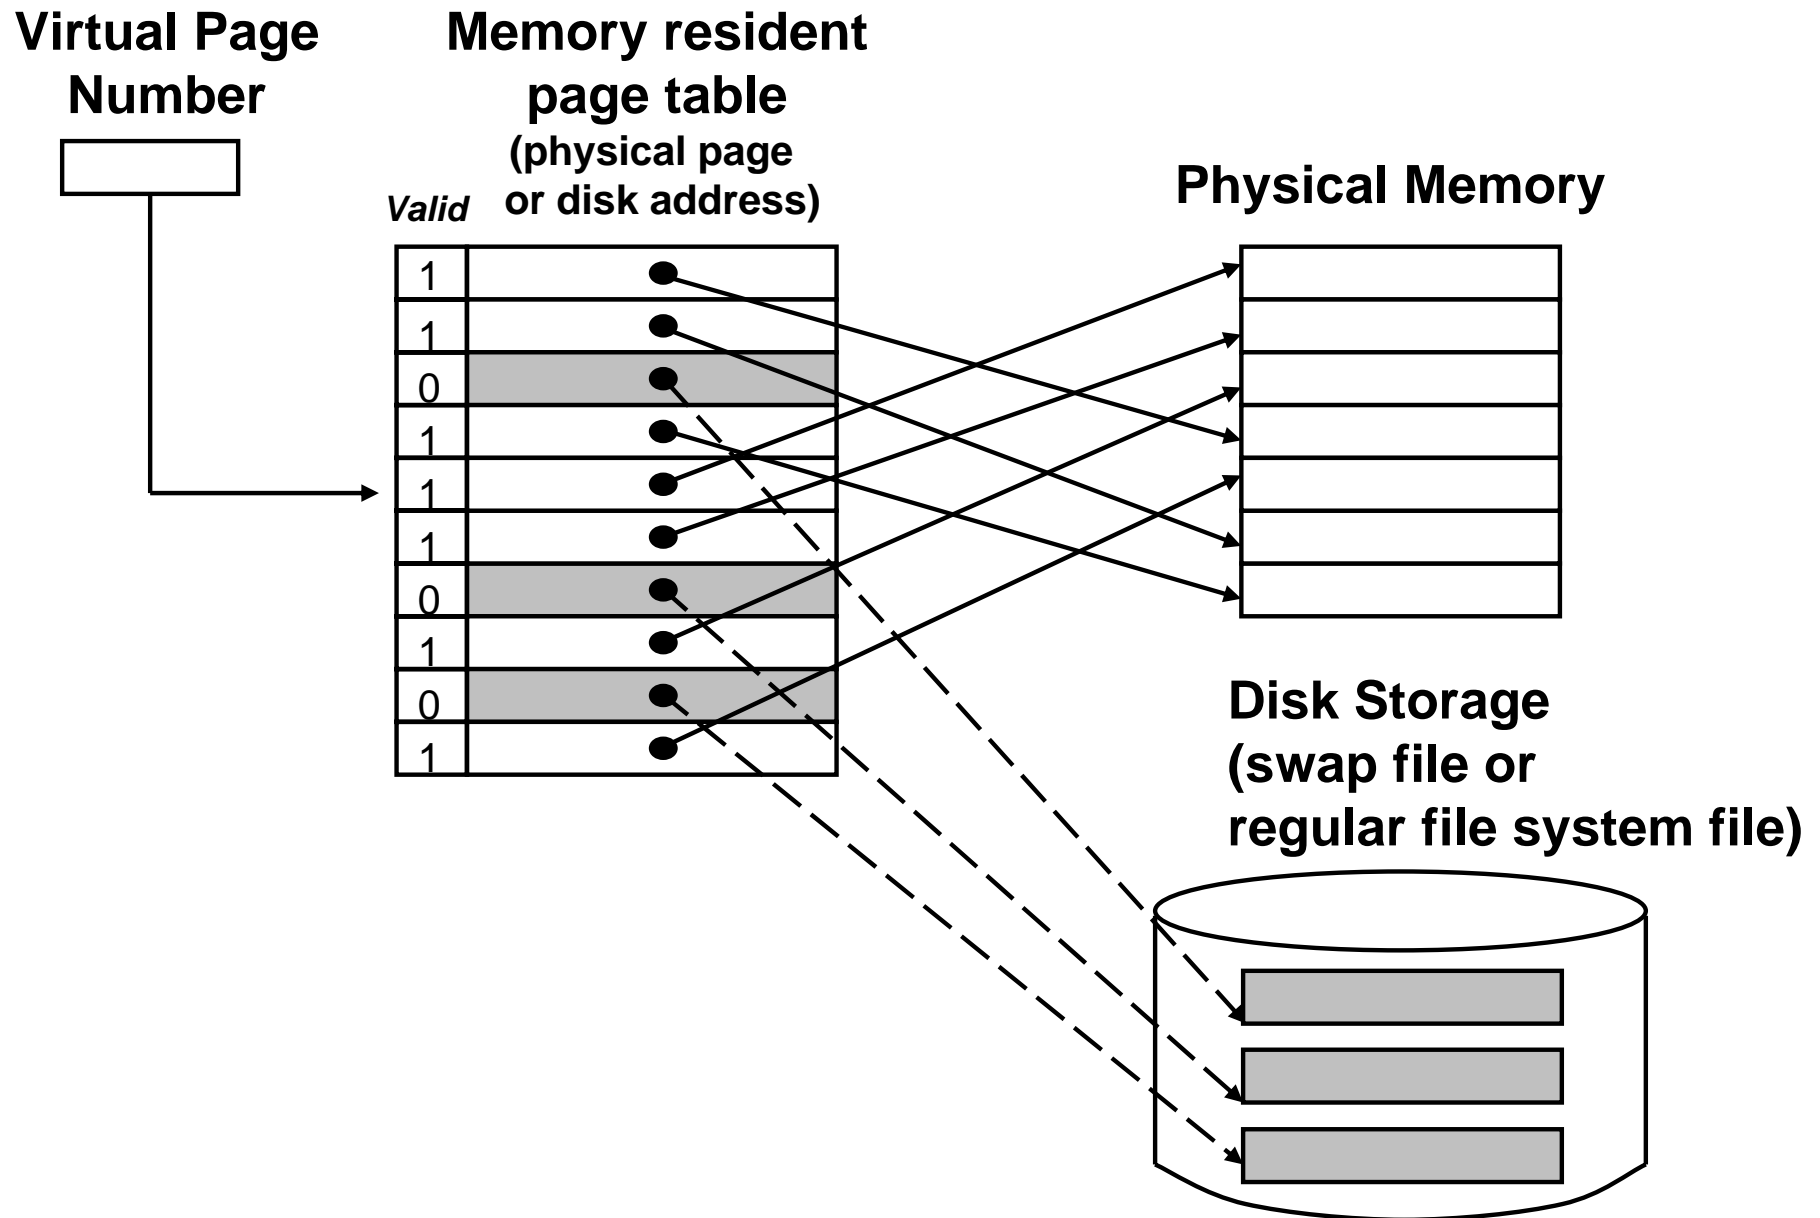 Virtual Page
Number
Memory resident
page table
(physical page
or disk address)
Valid
1
1
0
1
1
1
0
1
0
1
Physical Memory
Disk Storage
(swap file or
regular file system file)